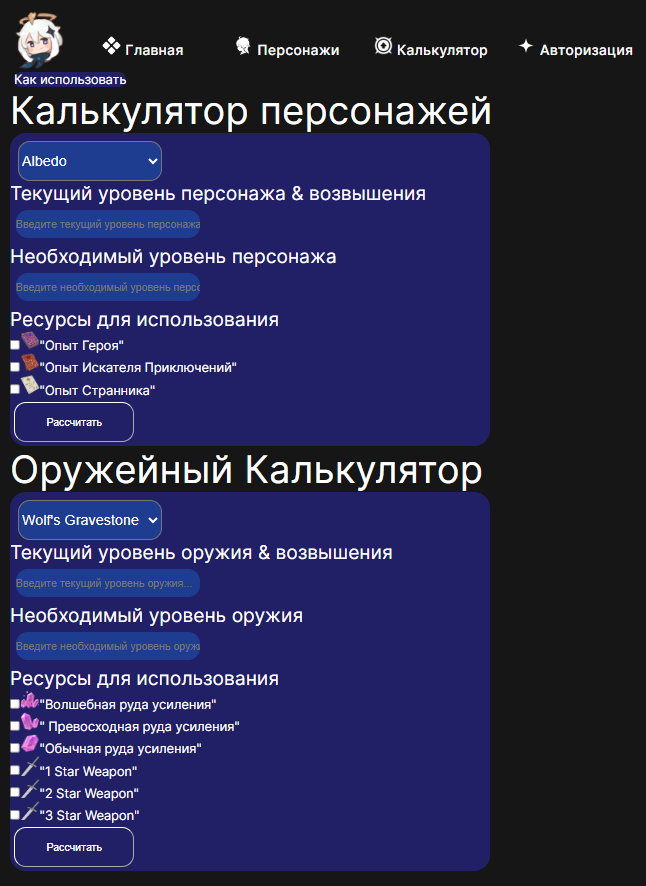 Главная Персонажи Калькулятор Авторизация
Как использовать
Калькулятор персонажей
Albedo
Текущий уровень персонажа & возвышения
Введите текущий уровень персонажа
Необходимый уровень персонажа
Введите необходимый уровень перс
Ресурсы для использования
"Опыт Героя"
"Опыт Искателя Приключений"
"Опыт Странника"
Рассчитать
Оружейный Калькулятор
Wolf's Gravestone
Текущий уровень оружия & возвышения
Введите текущий уровень оружия...
Необходимый уровень оружия
Введите необходимый уровень оружи
Ресурсы для использования
"Волшебная руда усиления"
" Превосходная руда усиления"
"Обычная руда усиления"
"1 Star Weapon"
"2 Star Weapon"
"3 Star Weapon"
Рассчитать